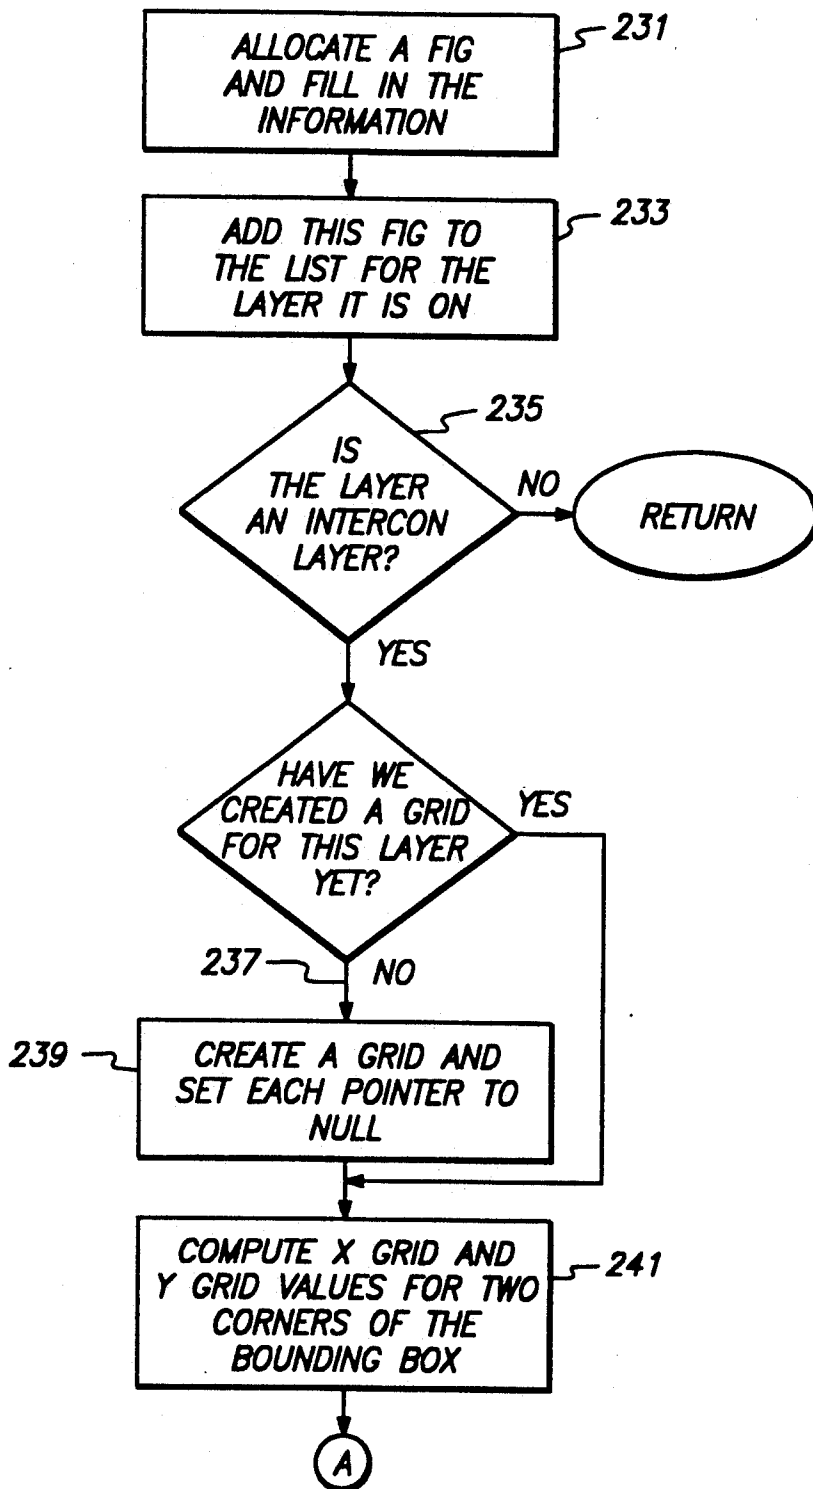 231
ALLOCATE A FIG
AND FILL IN THE
INFORMATION
233
ADD THIS FIG TO
THE LIST FOR THE
LAYER IT IS ON
235
IS
THE LAYER
AN INTERCON
LAYER?
NO
RETURN
YES
HAVE WE
CREATED A GRID
FOR THIS LAYER
YET?
YES
237
NO
239
CREATE A GRID AND
SET EACH POINTER TO
NULL
COMPUTE X GRID AND
Y GRID VALUES FOR TWO
CORNERS OF THE
BOUNDING BOX
241
A